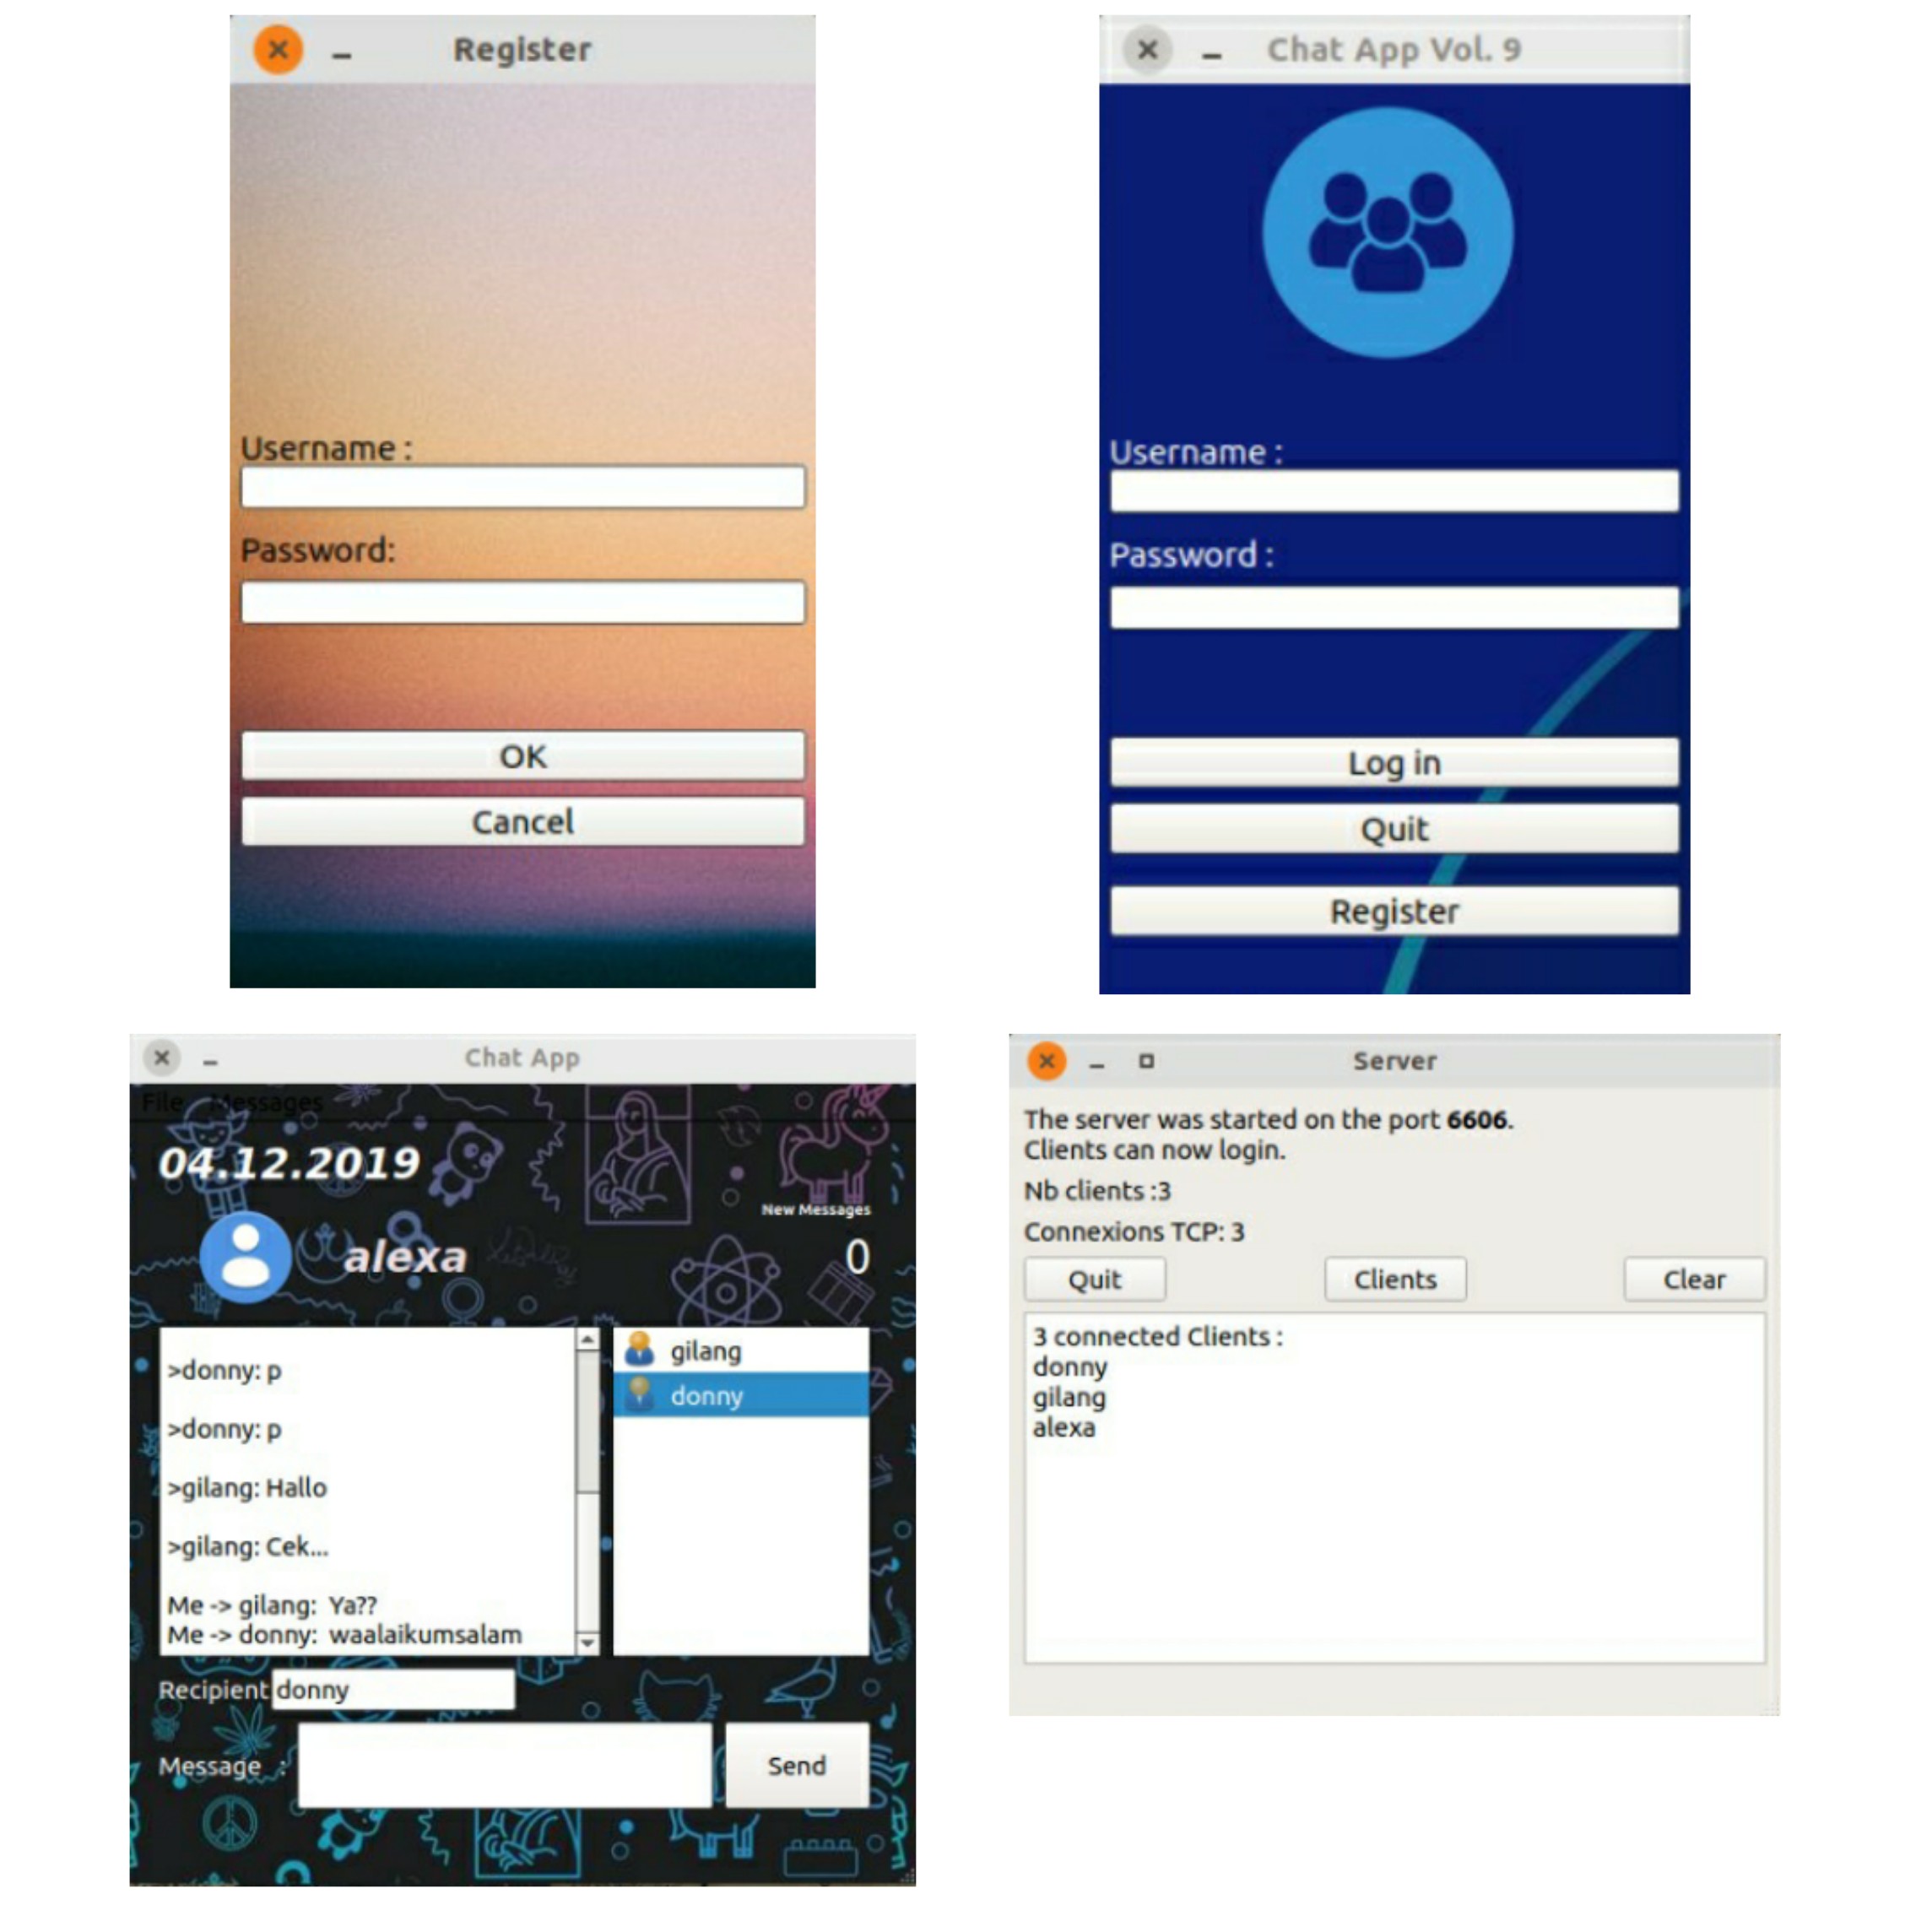 Register
Username :
Password:
OK
Cancel
Chat App Vol. 9
Username :
Password :
Log in
Quit
Register
Chat App
File Messages
04.12.2019
New Messages
alexa
0
>donny: p
>donny: p
>gilang: Hallo
>gilang: Cek...
Me -> gilang: Ya??
Me -> donny: waalaikumsalam
gilang
donny
Recipient donny
Message :
Send
Server
The server was started on the port 6606.
Clients can now login.
Nb clients :3
Connexions TCP: 3
Quit
Clients
Clear
3 connected Clients :
donny
gilang
alexa